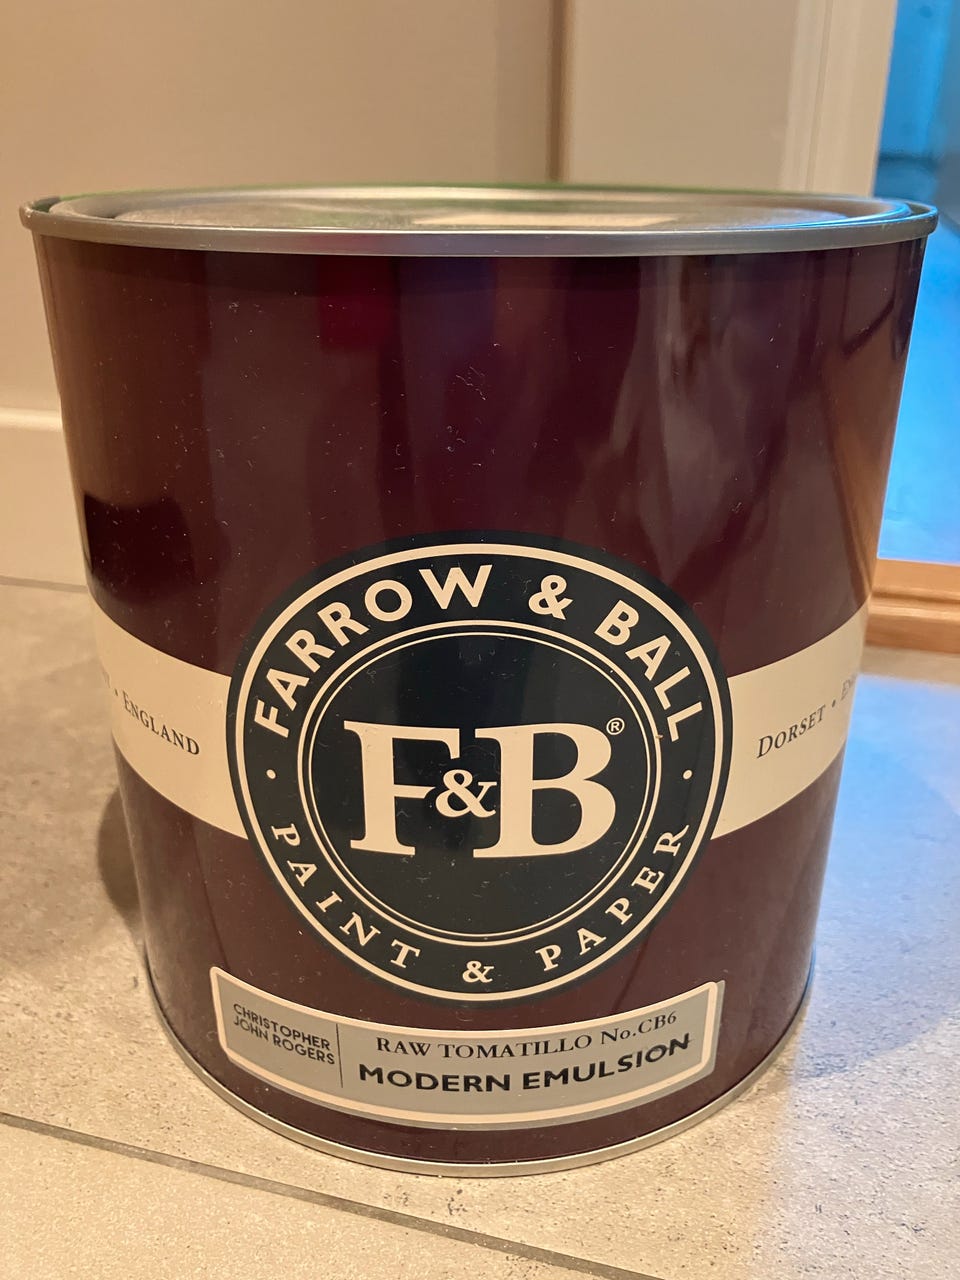 FARROW & BALL
F&B®
• ENGLAND
DORSET •
• PAINT & PAPER •
CHRISTOPHER
JOHN ROGERS
RAW TOMATILLO No.CB6
MODERN EMULSION